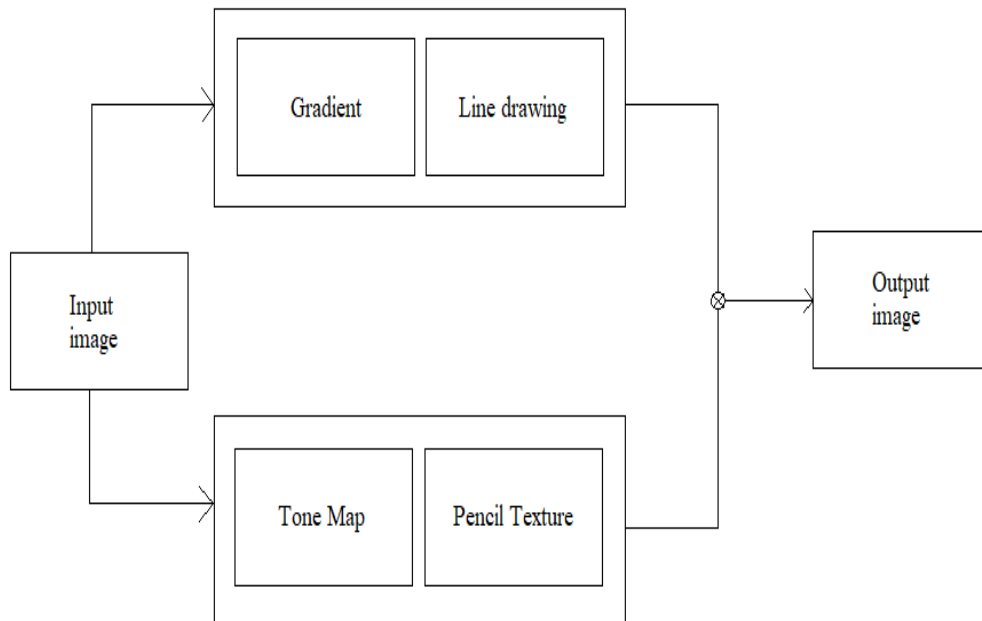 Gradient
Line drawing
Input
image
Output
image
Tone Map
Pencil Texture